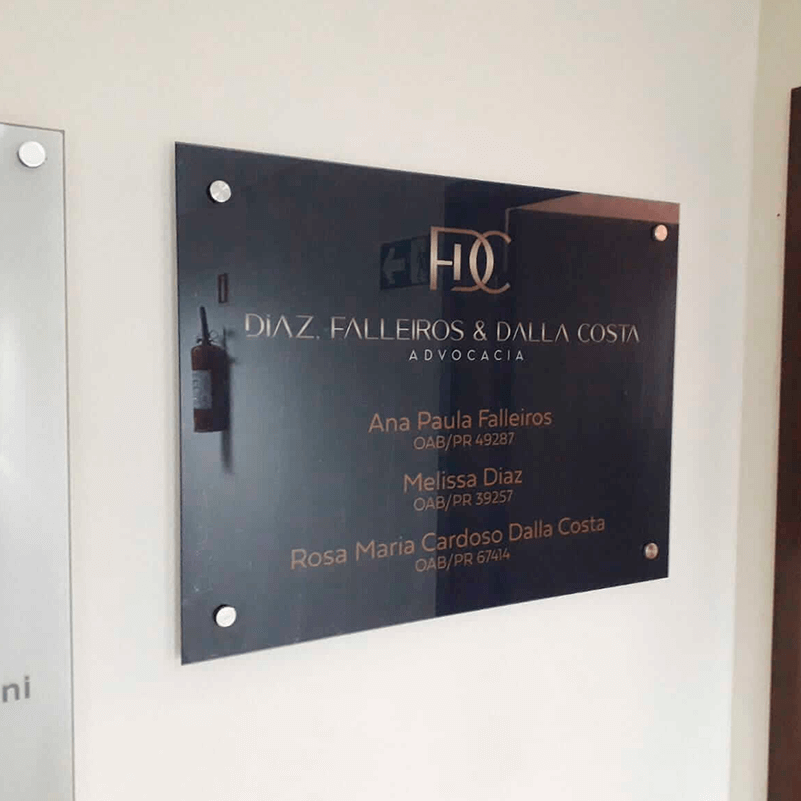 FDC
DÍAZ, FALLEIROS & DALLA COSTA
ADVOCACIA
Ana Paula Falleiros
OAB/PR 49287
Melissa Diaz
OAB/PR 39257
Rosa Maria Cardoso Dalla Costa
OAB/PR 67414
ni